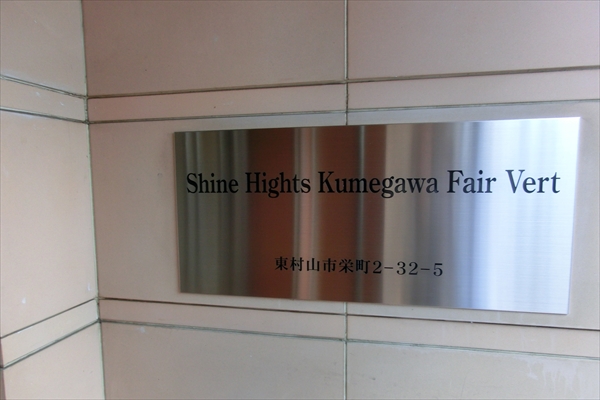 Shine Hights Kumegawa Fair Vert
東村山市栄町2-32-5